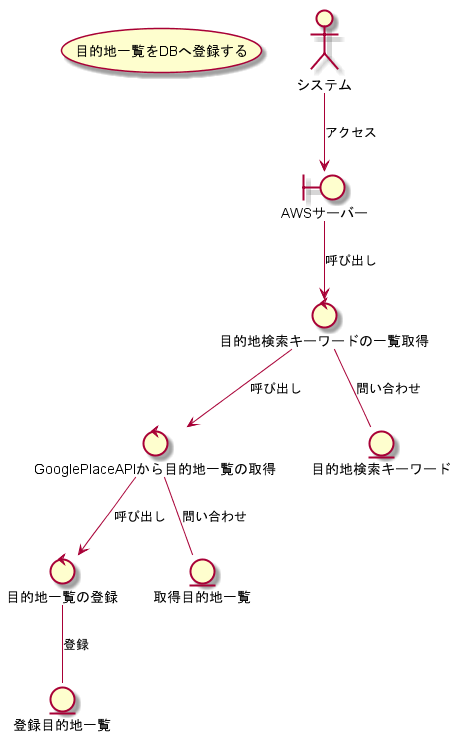 目的地一覧をDBへ登録する
システム
アクセス
AWSサーバー
呼び出し
目的地検索キーワードの一覧取得
呼び出し
問い合わせ
GooglePlaceAPIから目的地一覧の取得
目的地検索キーワード
呼び出し
問い合わせ
目的地一覧の登録
取得目的地一覧
登録
登録目的地一覧